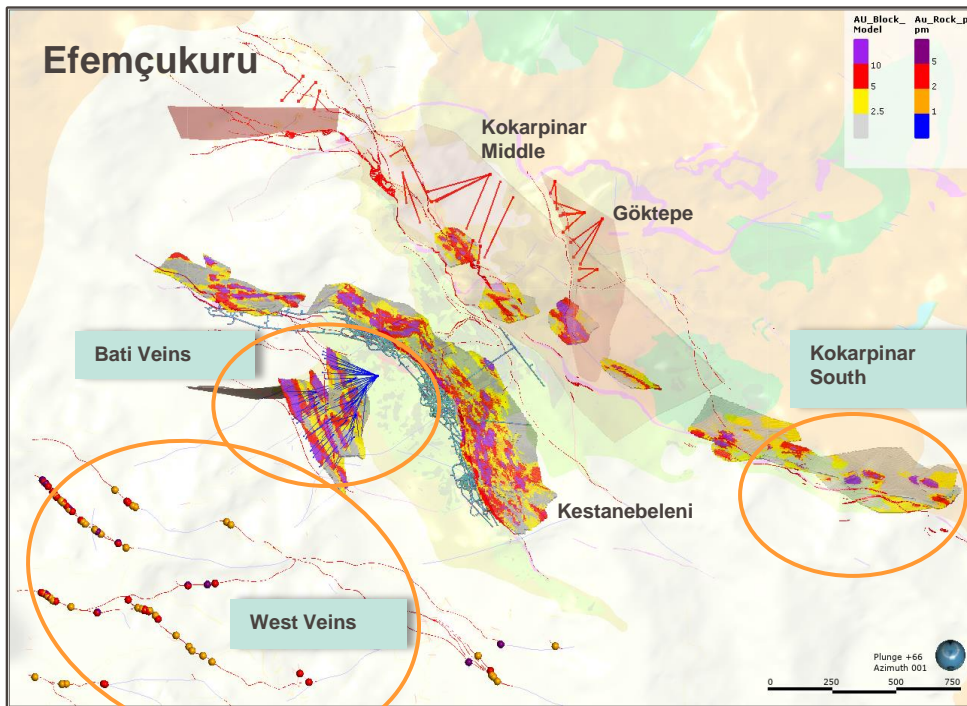 Efemçukuru
AU_Block_
Model
10
5
2.5
Au_Rock_p
pm
5
2
1
Kokarpinar
Middle
Göktepe
Bati Veins
Kokarpinar
South
Kestanebeleni
West Veins
Plunge +66
Azimuth 001
0 250 500 750